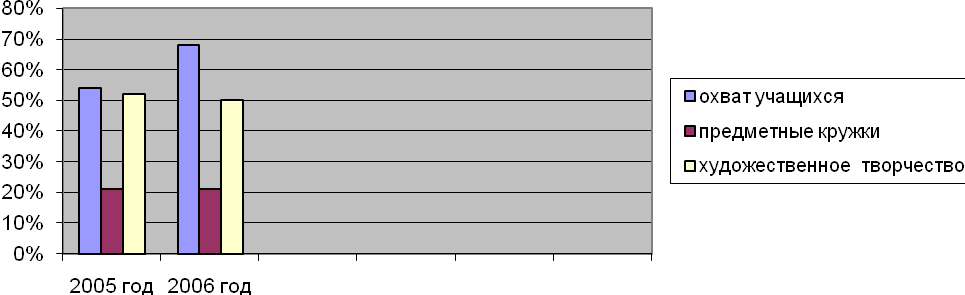 80%
70%
60%
50%
40%
30%
20%
10%
0%
2005 год 2006 год
охват учащихся
предметные кружки
художественное творчество